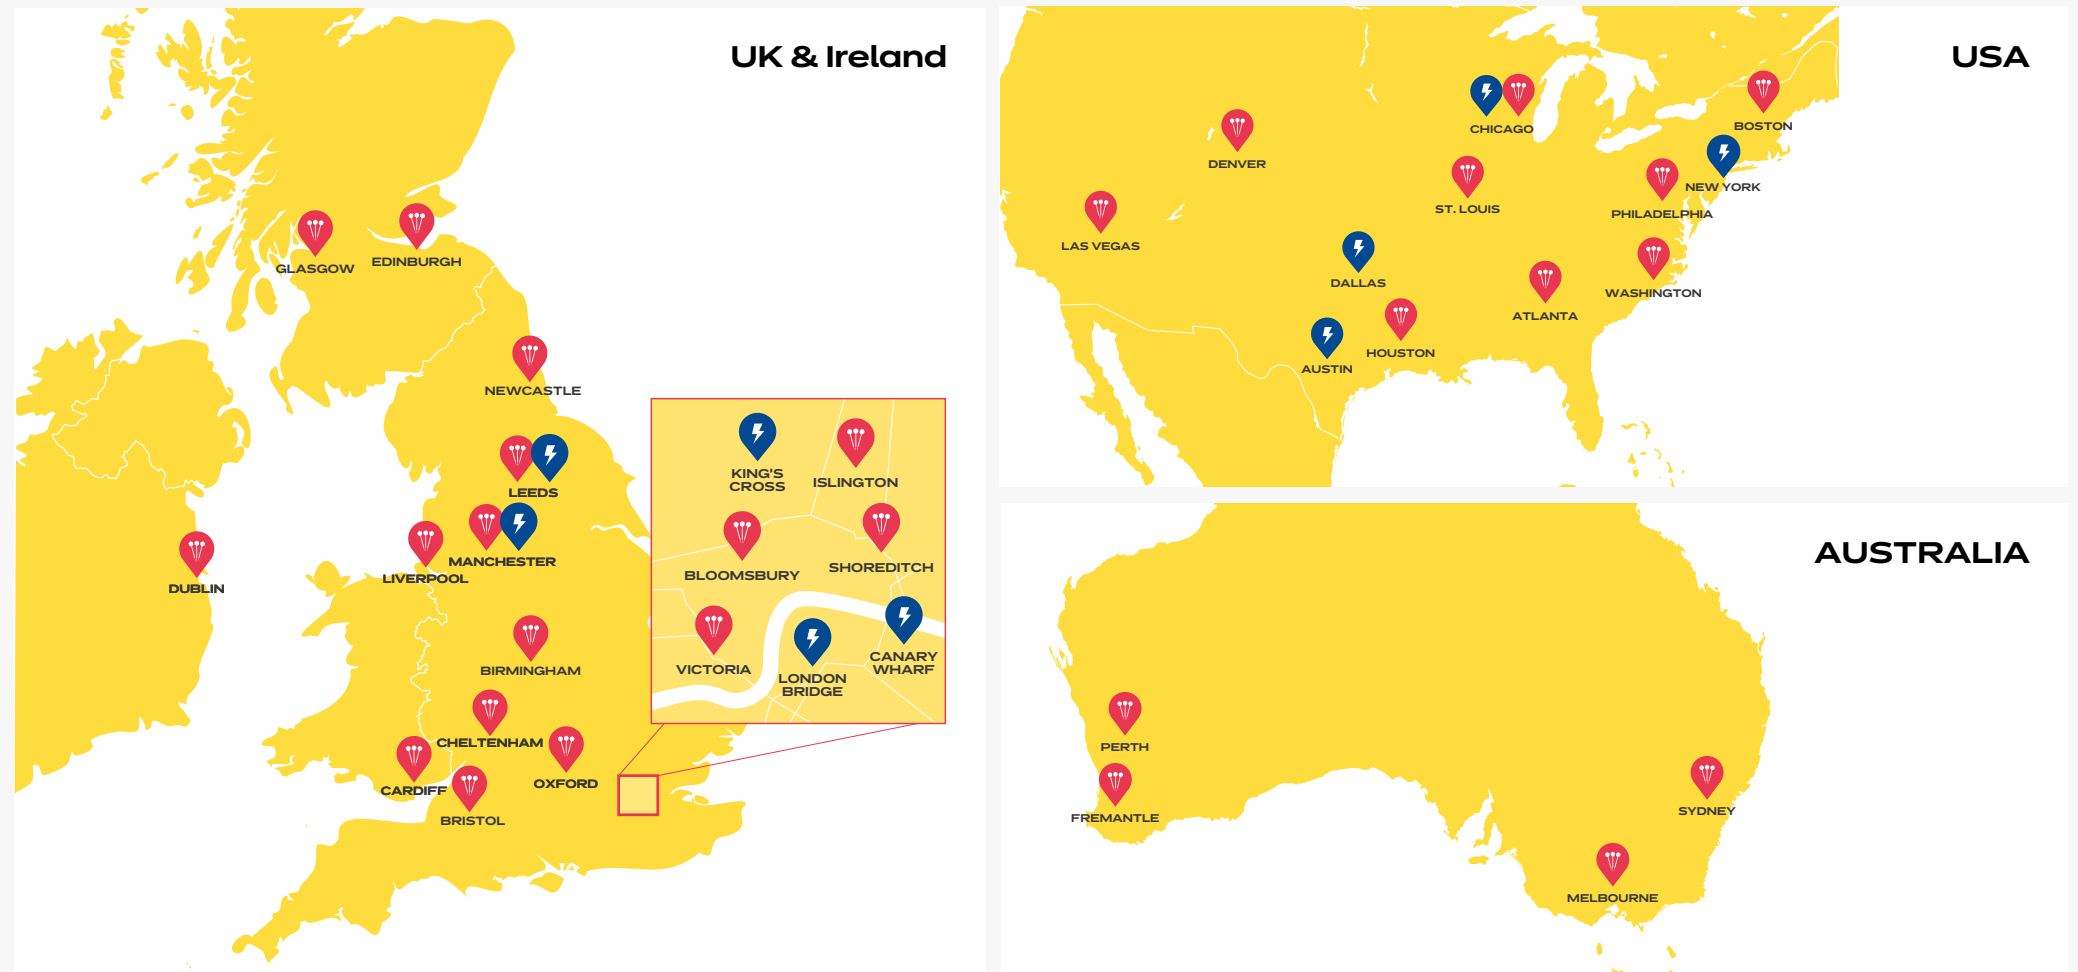 UK & Ireland
GLASGOW
EDINBURGH
NEWCASTLE
LEEDS
MANCHESTER
LIVERPOOL
DUBLIN
BIRMINGHAM
CHELTENHAM
OXFORD
CARDIFF
BRISTOL
KING'S
CROSS
ISLINGTON
BLOOMSBURY
SHOREDITCH
VICTORIA
LONDON
BRIDGE
CANARY
WHARF
USA
CHICAGO
BOSTON
DENVER
NEW YORK
ST. LOUIS
PHILADELPHIA
LAS VEGAS
DALLAS
WASHINGTON
ATLANTA
HOUSTON
AUSTIN
AUSTRALIA
PERTH
FREMANTLE
SYDNEY
MELBOURNE